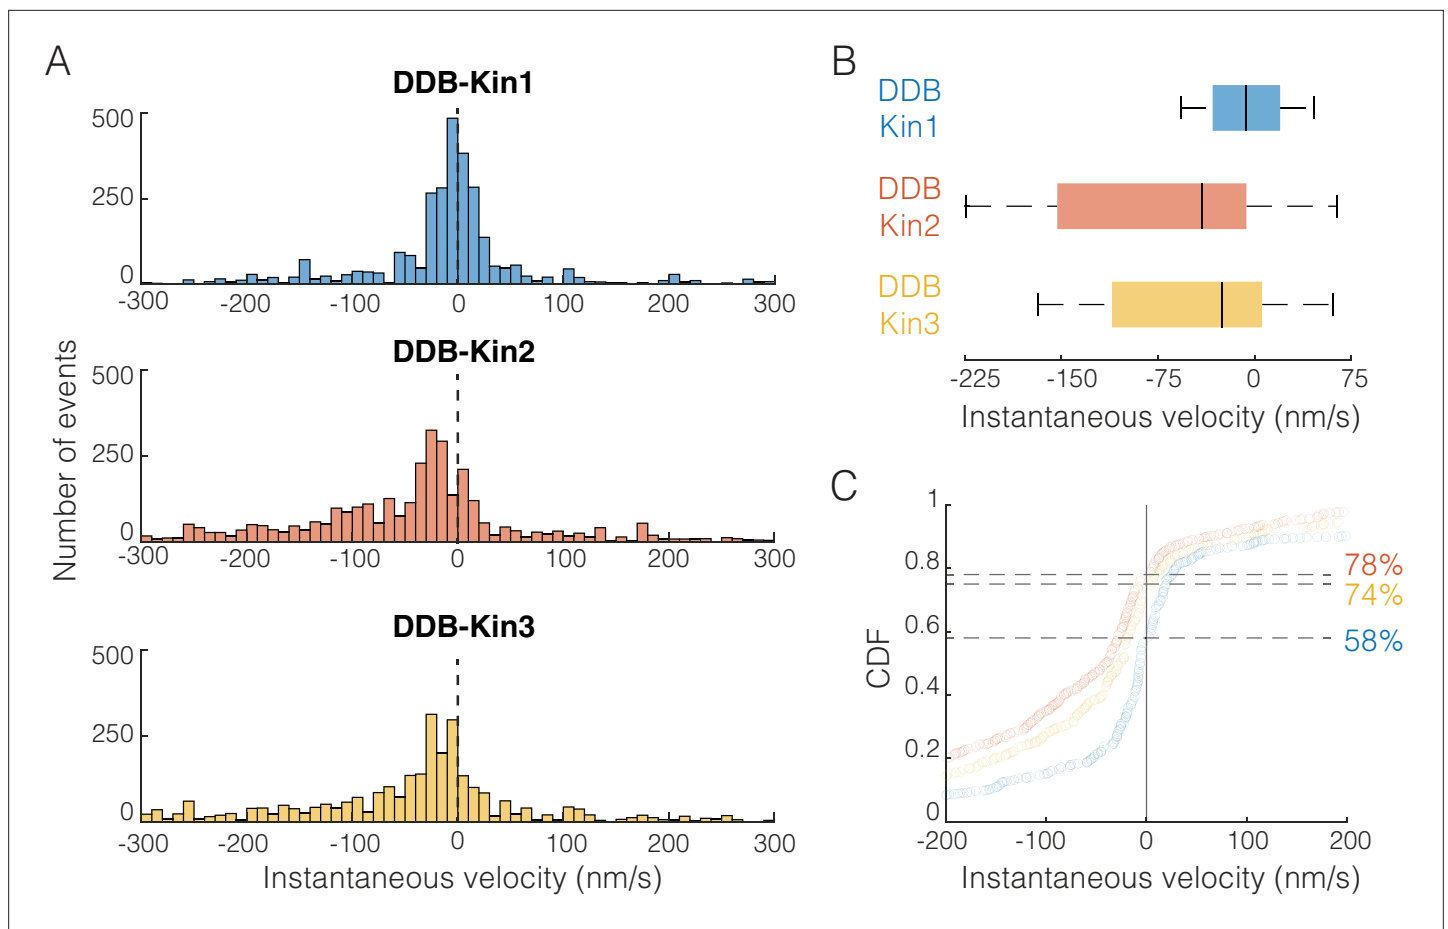 A
DDB-Kin1
500
250
0
-300 -100 0 100 200 300
DDB-Kin2
Number of events
500
250
0
-300 -200 -100 0 100 200 300
DDB-Kin3
500
250
0
-300 -200 -100 0 100 200 300
Instantaneous velocity (nm/s)
B
DDB
Kin1
DDB
Kin2
DDB
Kin3
-225 -150 -75 0 75
Instantaneous velocity (nm/s)
C
CDF
1
0.8
0.6
0.4
0.2
0
78%
74%
58%
-200 -100 0 100 200
Instantaneous velocity (nm/s)